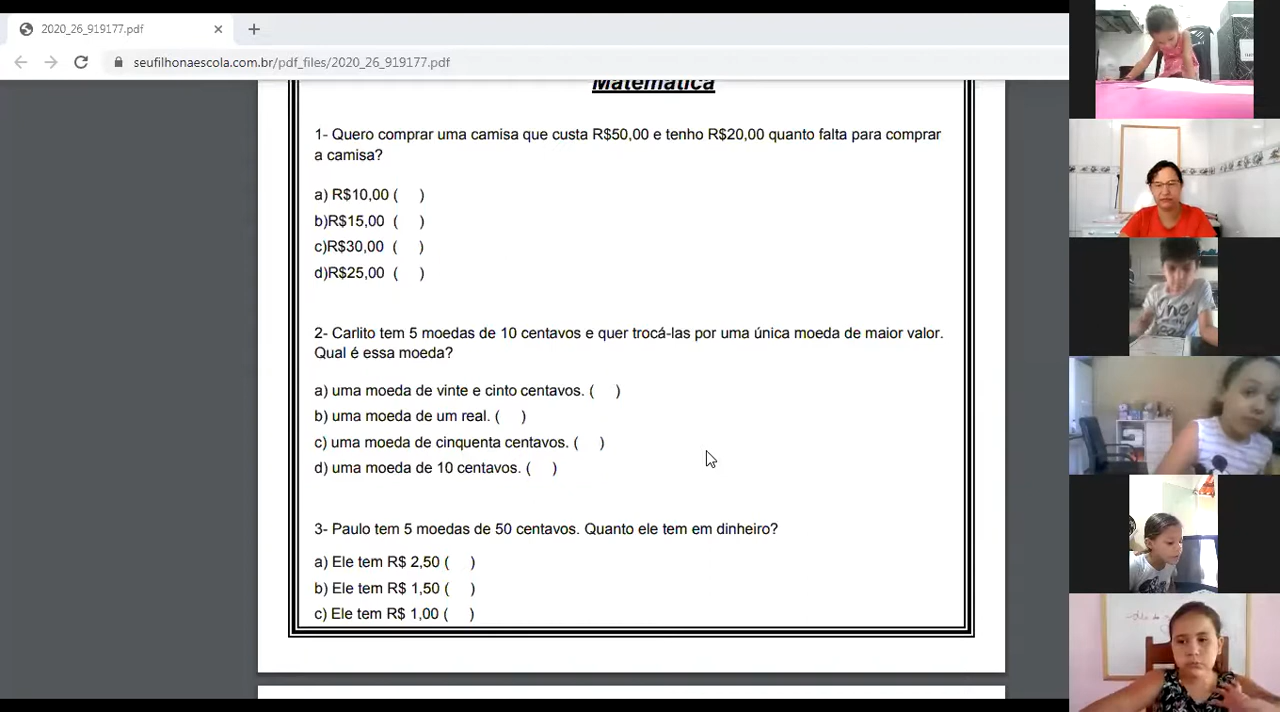 2020_26_919177.pdf
seufilhonaescola.com.br/pdf_files/2020_26_919177.pdf
Matemática
1- Quero comprar uma camisa que custa R$50,00 e tenho R$20,00 quanto falta para comprar
a camisa?
a) R$10,00 ( )
b)R$15,00 ( )
c)R$30,00 ( )
d)R$25,00 ( )
2- Carlito tem 5 moedas de 10 centavos e quer trocá-las por uma única moeda de maior valor.
Qual é essa moeda?
a) uma moeda de vinte e cinto centavos. ( )
b) uma moeda de um real. ( )
c) uma moeda de cinquenta centavos. ( )
d) uma moeda de 10 centavos. ( )
3- Paulo tem 5 moedas de 50 centavos. Quanto ele tem em dinheiro?
a) Ele tem R$ 2,50 ( )
b) Ele tem R$ 1,50 ( )
c) Ele tem R$ 1,00 ( )